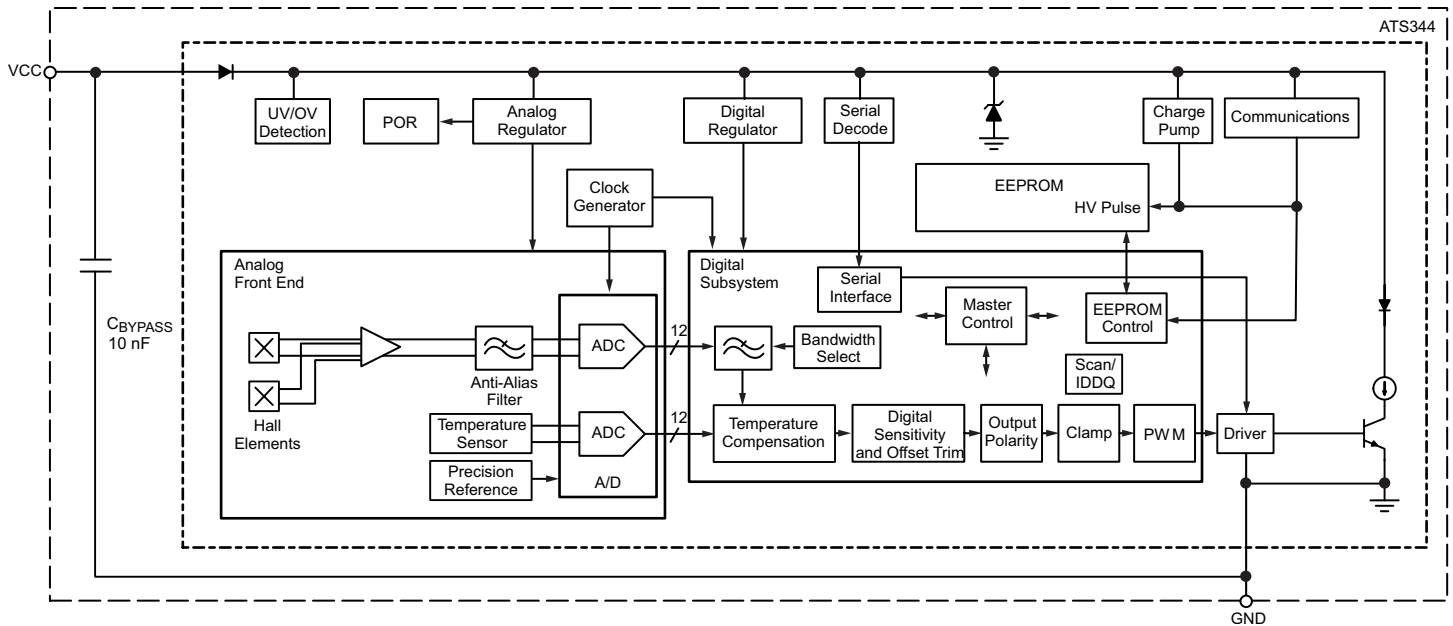 ATS344
VCC
UV/OV
Detection
POR
Analog
Regulator
Digital
Regulator
Serial
Decode
Charge
Pump
Communications
Clock
Generator
EEPROM
HV Pulse
Analog
Front End
Digital
Subsystem
Serial
Interface
Master
Control
EEPROM
Control
CBYPASS
10 nF
ADC
12
Bandwidth
Select
Scan/
IDDQ
Anti-Alias
Filter
Hall
Elements
Temperature
Sensor
ADC
12
Temperature
Compensation
Digital
Sensitivity
and Offset Trim
Output
Polarity
Clamp
PWM
Driver
Precision
Reference
A/D
GND